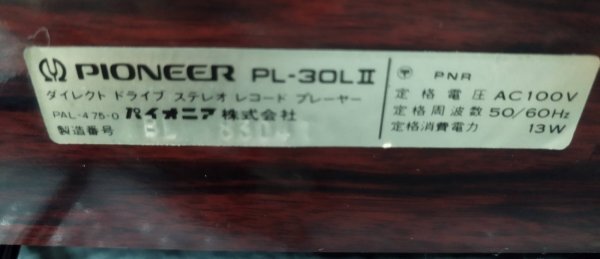 PIONEER PL-30LII
ダイレクト ドライブ ステレオ レコード プレーヤー
PAL-475-0 パイオニア株式会社
製造番号
PNR
定格電圧 AC100V
定格周波数 50/60Hz
定格消費電力 13W